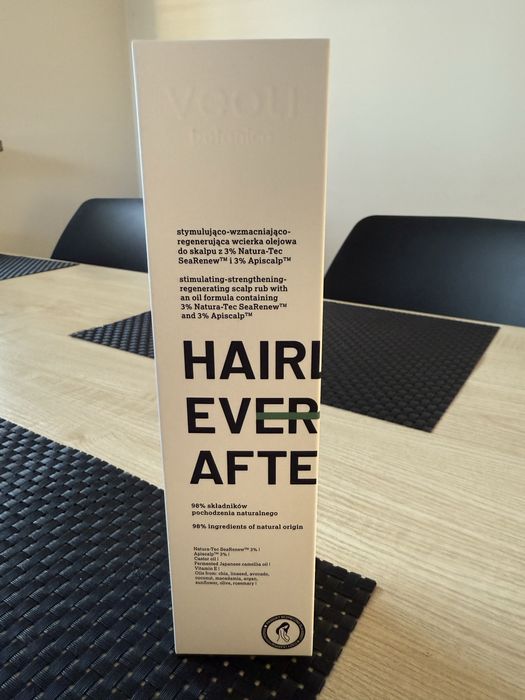 veoli
botanica
stymulująco-wzmacniająco-
regenerująca wcierka olejowa
do skalpu z 3% Natura-Tec
SeaRenew™ i 3% Apiscalp™
stimulating-strengthening-
regenerating scalp rub with
an oil formula containing
3% Natura-Tec SeaRenew™
and 3% Apiscalp™
HAIRL
EVER
AFTE
98% składników
pochodzenia naturalnego
98% ingredients of natural origin
Natura-Tec SeaRenew™ 3% |
Apiscalp™ 3% |
Castor oil |
Fermented Japanese camellia oil |
Vitamin E |
Oils from: chia, linseed, avocado,
coconut, macadamia, argan,
sunflower, olive, rosemary |